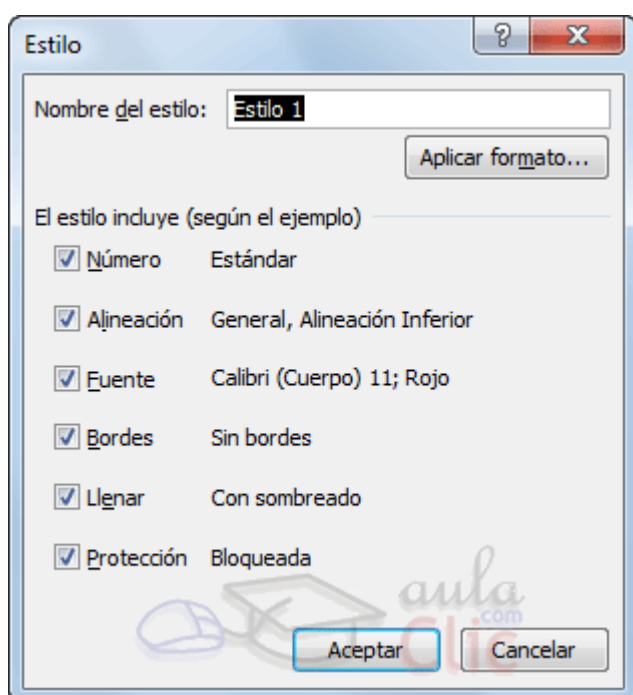 Estilo
Nombre del estilo: Estilo 1
Aplicar formato...
El estilo incluye (según el ejemplo)
Número Estándar
Alineación General, Alineación Inferior
Fuente Calibri (Cuerpo) 11; Rojo
Bordes Sin bordes
Llenar Con sombreado
Protección Bloqueada
aula
.com
Clic
Aceptar Cancelar